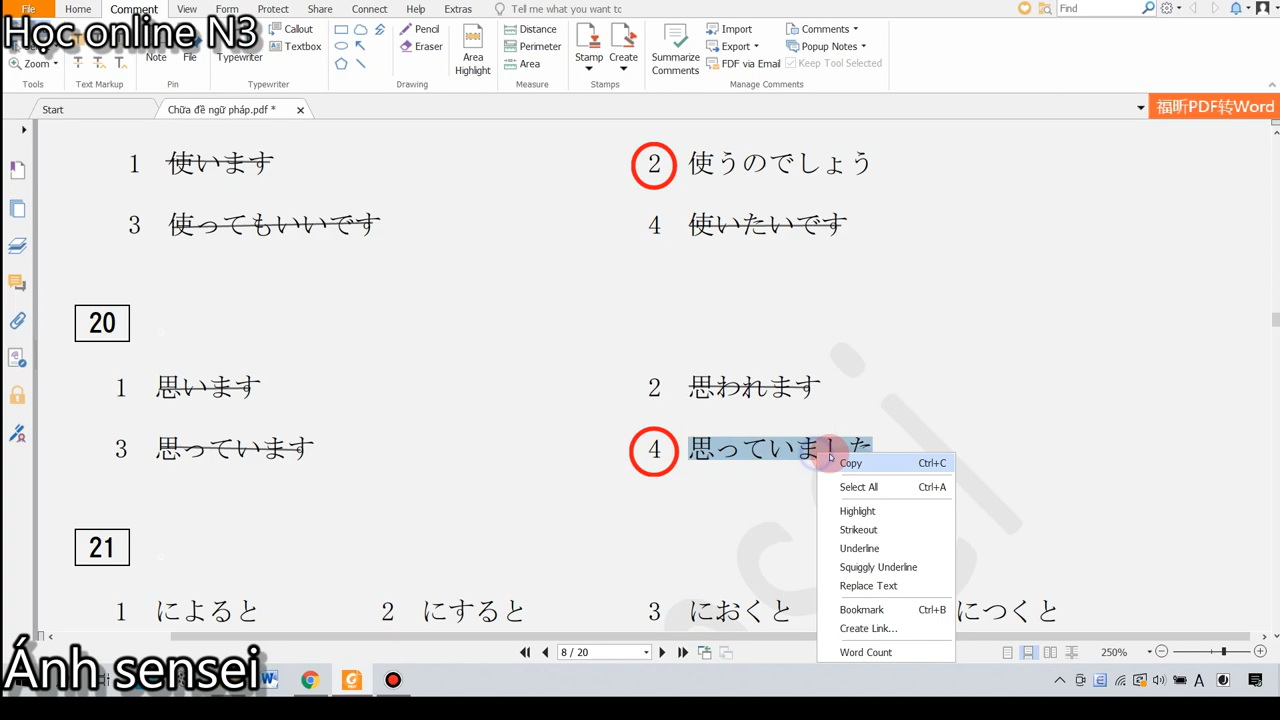 File Home Comment View Form Protect Share Connect Help Extras Tell me what you want to Find
Học online N3
Callout Pencil Distance Import Comments
Textbox Eraser Perimeter Export Popup Notes
Zoom Note File Typewriter Area Highlight Area Stamp Create Summarize Comments FDF via Email Keep Tool Selected
Tools Text Markup Typewriter Drawing Measure Stamps Manage Comments
Start Chữa đề ngữ pháp.pdf * 福昕PDF转Word
1 使います 2 使うのでしょう
3 使ってもいいです 4 使いたいです
20
1 思います 2 思われます
3 思っています 4 思っていました
Copy Ctrl+C
Select All Ctrl+A
Highlight
Strikeout
Underline
Squiggly Underline
Replace Text
Bookmark Ctrl+B
Create Link...
Word Count
21
1 によると 2 にすると 3 におくと につくと
8 / 20 250%
Ánh sensei